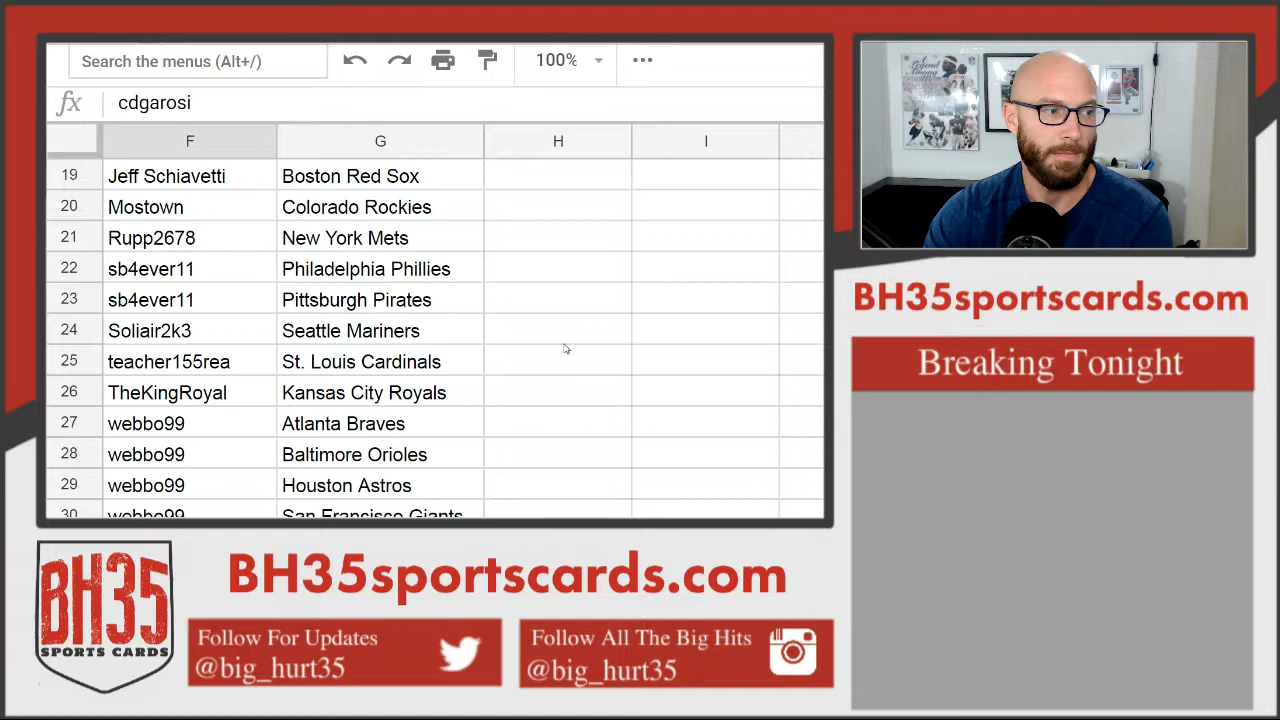 Search the menus (Alt+/)
100%
fx
cdgarosi
F G H I
19 Jeff Schiavetti Boston Red Sox
20 Mostown Colorado Rockies
21 Rupp2678 New York Mets
22 sb4ever11 Philadelphia Phillies
23 sb4ever11 Pittsburgh Pirates
24 Soliair2k3 Seattle Mariners
25 teacher155rea St. Louis Cardinals
26 TheKingRoyal Kansas City Royals
27 webbo99 Atlanta Braves
28 webbo99 Baltimore Orioles
29 webbo99 Houston Astros
30 webbo99 San Francisco Giants
BH35sportscards.com
Breaking Tonight
BH35
SPORTS CARDS
BH35sportscards.com
Follow For Updates
@big_hurt35
Follow All The Big Hits
@big_hurt35